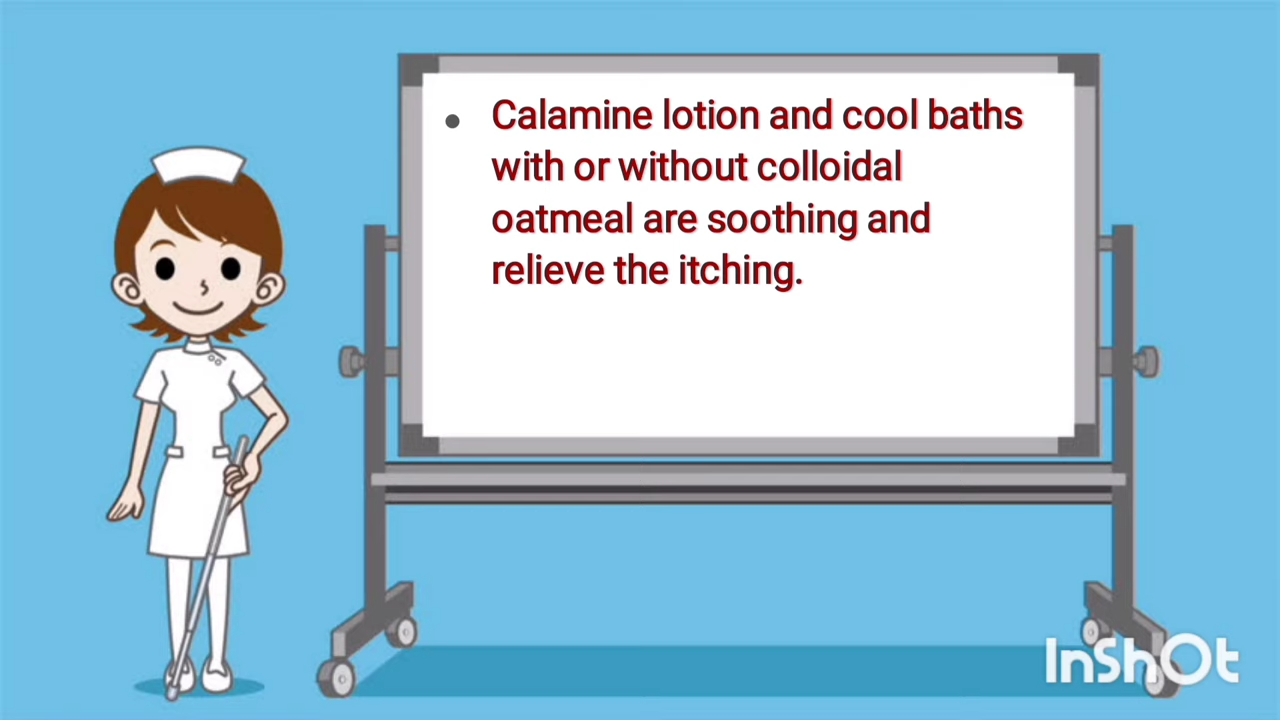 • Calamine lotion and cool baths
with or without colloidal
oatmeal are soothing and
relieve the itching.
InShOt